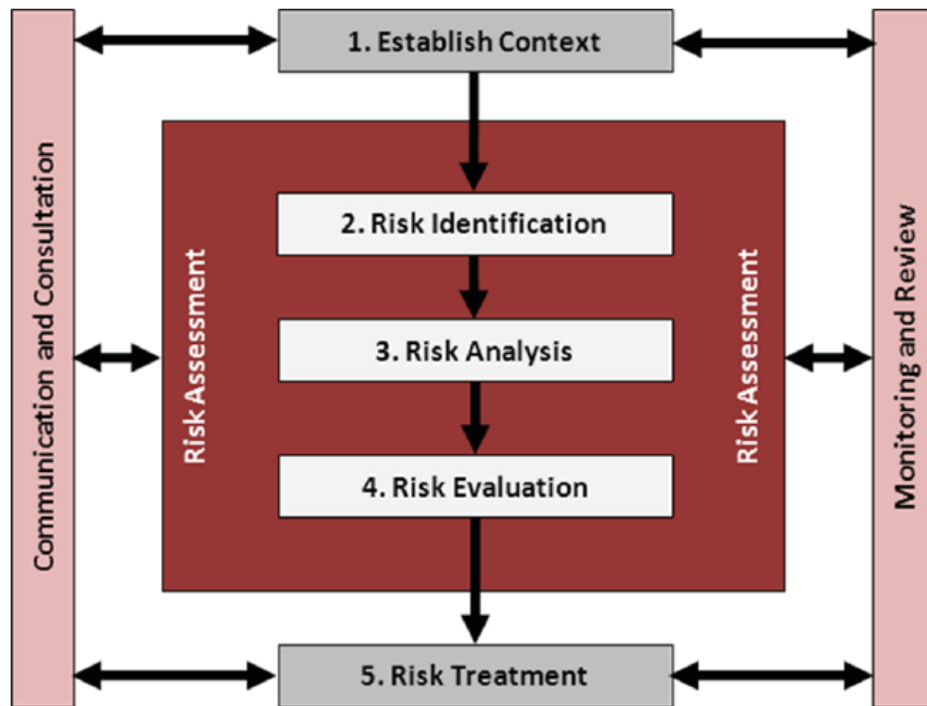 1. Establish Context
Communication and Consultation
Risk Assessment
2. Risk Identification
3. Risk Analysis
4. Risk Evaluation
Risk Assessment
Monitoring and Review
5. Risk Treatment